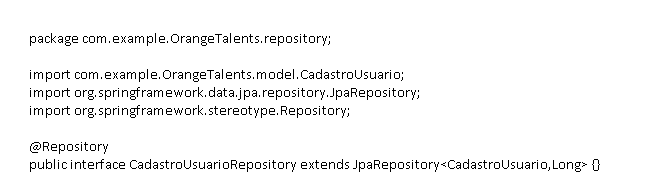 package com.example.OrangeTalents.repository;
import com.example.OrangeTalents.model.CadastroUsuario;
import org.springframework.data.jpa.repository.JpaRepository;
import org.springframework.stereotype.Repository;
@Repository
public interface CadastroUsuarioRepository extends JpaRepository<CadastroUsuario,Long> {}